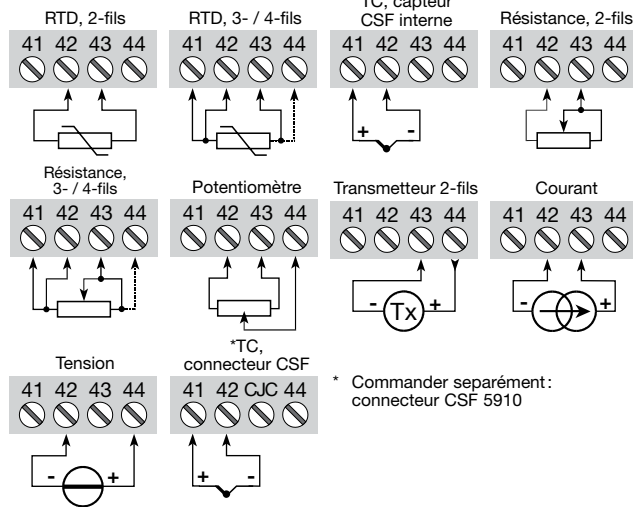 RTD, 2-fils
41 42 43 44
RTD, 3- / 4-fils
41 42 43 44
TC, capteur
CSF interne
41 42 43 44
+ -
Résistance, 2-fils
41 42 43 44
Résistance,
3- / 4-fils
41 42 43 44
Potentiomètre
41 42 43 44
Transmetteur 2-fils
41 42 43 44
- Tx +
Courant
41 42 43 44
- +
Tension
41 42 43 44
- +
*TC,
connecteur CSF
41 42 CJC 44
+ -
* Commander separément:
connecteur CSF 5910